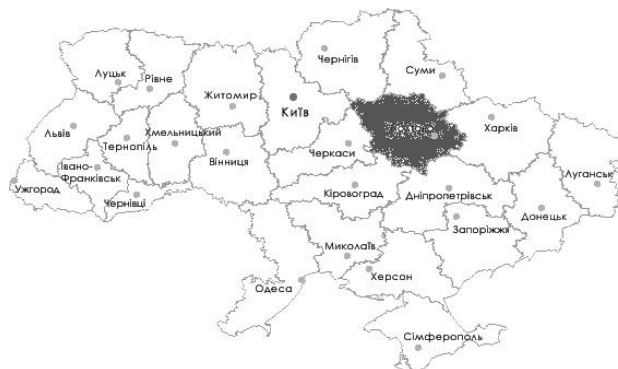 Чернігів
Суми
Луцьк
Рівне
Житомир
Київ
Львів
Тернопіль
Хмельницький
Вінниця
Черкаси
Харків
Івано-
Франківськ
Ужгород
Чернівці
Кіровоград
Дніпропетрівськ
Луганськ
Донецьк
Запоріжжя
Миколаїв
Херсон
Одеса
Сімферополь